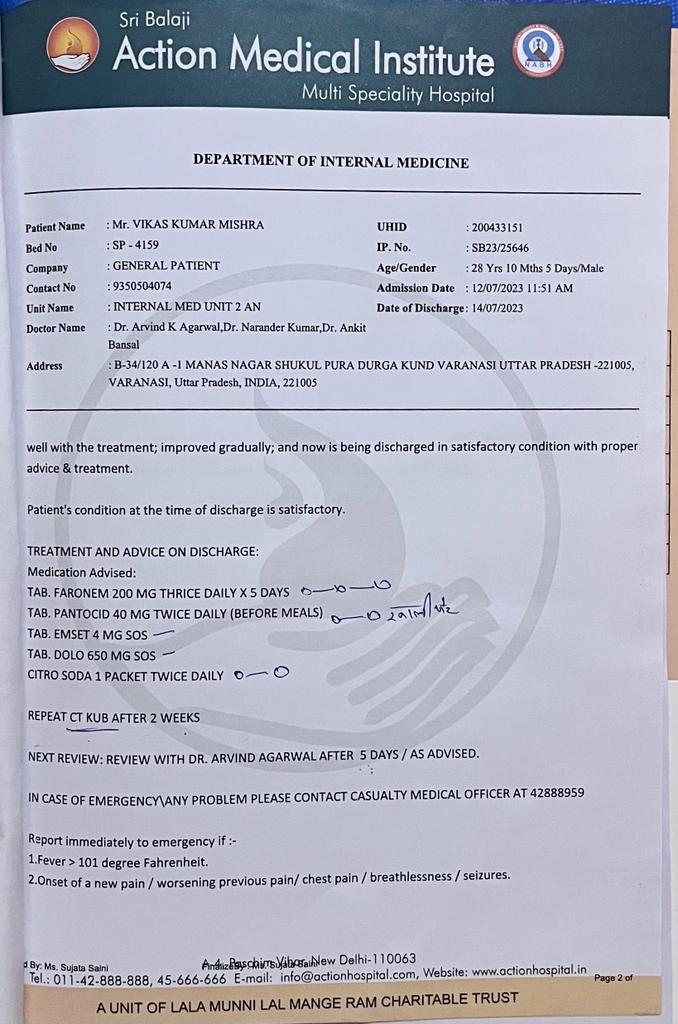 Sri Balaji
Action Medical Institute
Multi Speciality Hospital
NABH
DEPARTMENT OF INTERNAL MEDICINE
Patient Name : Mr. VIKAS KUMAR MISHRA UHID : 200433151
Bed No : SP - 4159 IP. No. : SB23/25646
Company : GENERAL PATIENT Age/Gender : 28 Yrs 10 Mths 5 Days/Male
Contact No : 9350504074 Admission Date : 12/07/2023 11:51 AM
Unit Name : INTERNAL MED UNIT 2 AN Date of Discharge : 14/07/2023
Doctor Name : Dr. Arvind K Agarwal,Dr. Narander Kumar,Dr. Ankit
Bansal
Address : B-34/120 A -1 MANAS NAGAR SHUKUL PURA DURGA KUND VARANASI UTTAR PRADESH -221005,
VARANASI, Uttar Pradesh, INDIA, 221005
well with the treatment; improved gradually; and now is being discharged in satisfactory condition with proper
advice & treatment.
Patient's condition at the time of discharge is satisfactory.
TREATMENT AND ADVICE ON DISCHARGE:
Medication Advised:
TAB. FARONEM 200 MG THRICE DAILY X 5 DAYS 0-0-0
TAB. PANTOCID 40 MG TWICE DAILY (BEFORE MEALS) 0-0
TAB. EMSET 4 MG SOS —
TAB. DOLO 650 MG SOS —
CITRO SODA 1 PACKET TWICE DAILY 0-0
REPEAT CT KUB AFTER 2 WEEKS
NEXT REVIEW: REVIEW WITH DR. ARVIND AGARWAL AFTER 5 DAYS / AS ADVISED.
IN CASE OF EMERGENCY\ANY PROBLEM PLEASE CONTACT CASUALTY MEDICAL OFFICER AT 42888959
Report immediately to emergency if :-
1.Fever > 101 degree Fahrenheit.
2.Onset of a new pain / worsening previous pain/ chest pain / breathlessness / seizures.
d By: Ms. Sujata Saini A-4, Paschim Vihar, New Delhi-110063
Tel.: 011-42-888-888, 45-666-666 E-mail: info@actionhospital.com, Website: www.actionhospital.in Page 2 of
A UNIT OF LALA MUNNI LAL MANGE RAM CHARITABLE TRUST